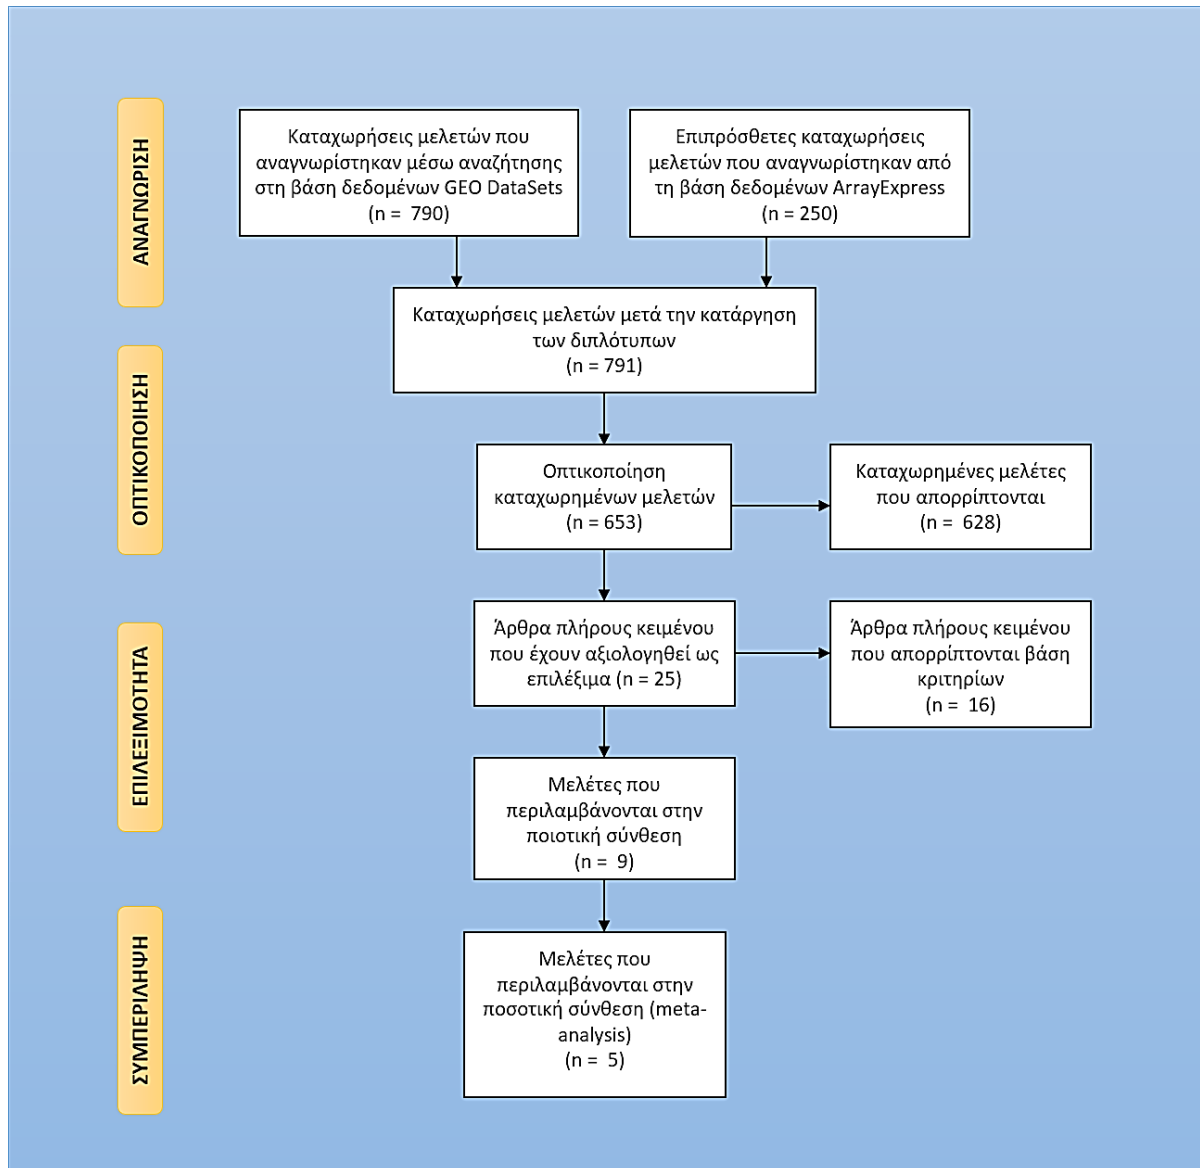 ΑΝΑΓΝΩΡΙΣΗ
Καταχωρήσεις μελετών που
αναγνωρίστηκαν μέσω αναζήτησης
στη βάση δεδομένων GEO DataSets
(n = 790)
Επιπρόσθετες καταχωρήσεις
μελετών που αναγνωρίστηκαν από
τη βάση δεδομένων ArrayExpress
(n = 250)
Καταχωρήσεις μελετών μετά την κατάργηση
των διπλότυπων
(n = 791)
ΟΠΤΙΚΟΠΟΙΗΣΗ
Οπτικοποίηση
καταχωρημένων μελετών
(n = 653)
Καταχωρημένες μελέτες
που απορρίπτονται
(n = 628)
ΕΠΙΛΕΞΙΜΟΤΗΤΑ
Άρθρα πλήρους κειμένου
που έχουν αξιολογηθεί ως
επιλέξιμα (n = 25)
Άρθρα πλήρους κειμένου
που απορρίπτονται βάση
κριτηρίων
(n = 16)
Μελέτες που
περιλαμβάνονται στην
ποιοτική σύνθεση
(n = 9)
ΣΥΜΠΕΡΙΛΗΨΗ
Μελέτες που
περιλαμβάνονται στην
ποσοτική σύνθεση (meta-
analysis)
(n = 5)